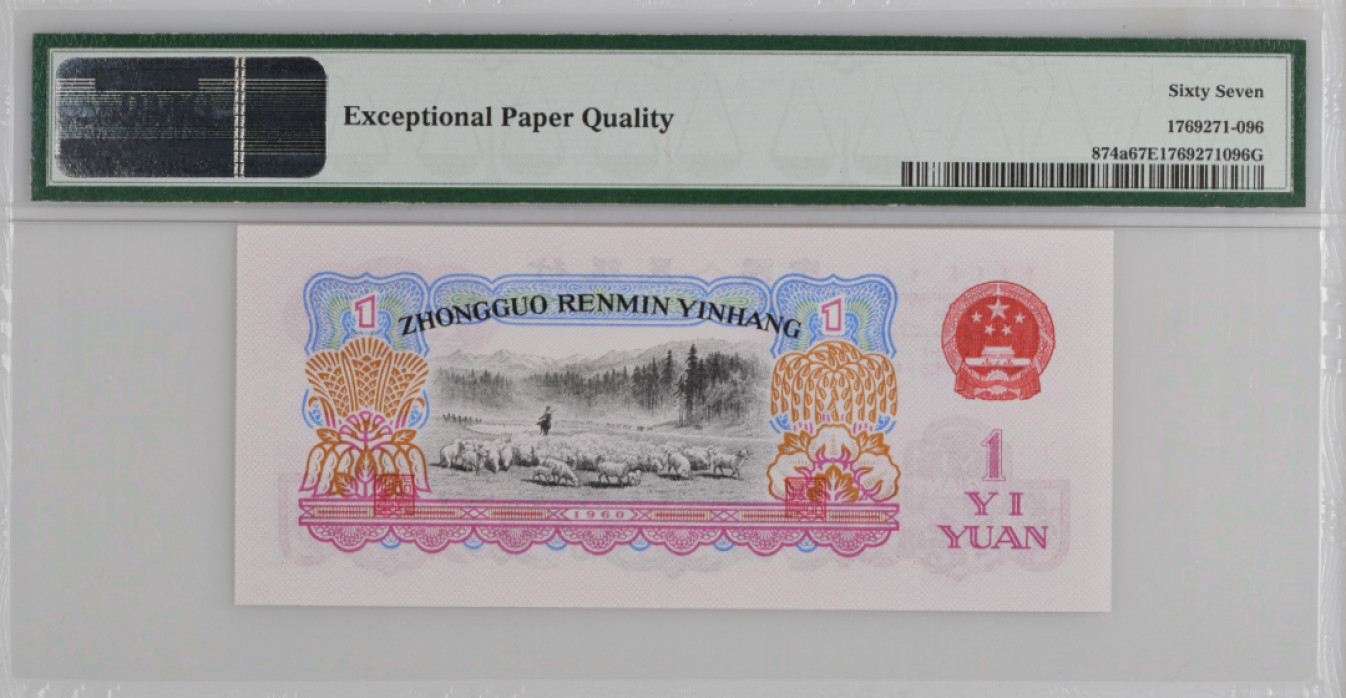 Exceptional Paper Quality
Sixty Seven
1769271-096
874a67E1769271096G
1
ZHONGGUO RENMIN YINHANG
1
1960
1
YI
YUAN